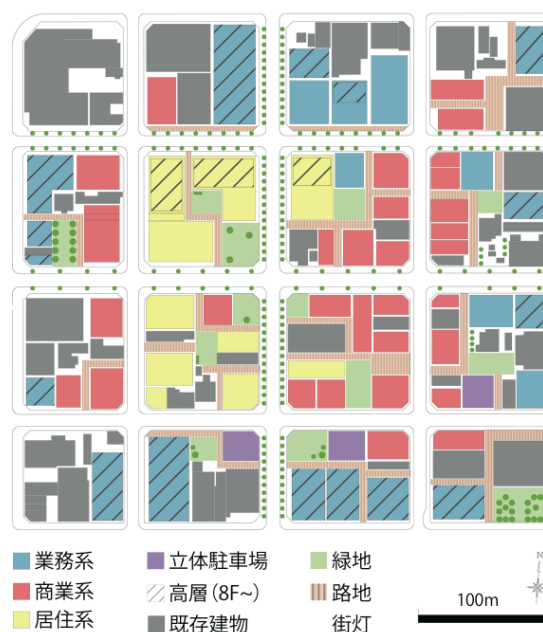 業務系 立体駐車場 緑地
商業系 高層(8F~) 路地
居住系 既存建物 街灯
N
100m